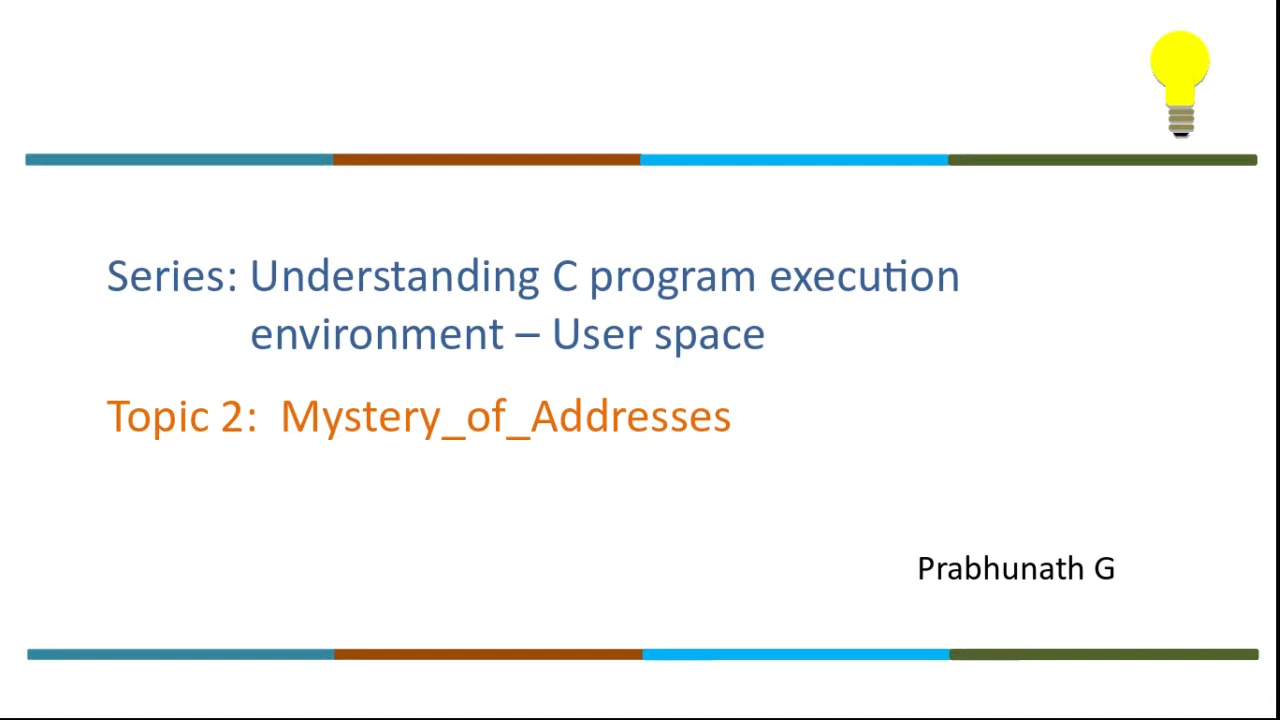 Series: Understanding C program execution
environment – User space
Topic 2: Mystery_of_Addresses
Prabhunath G